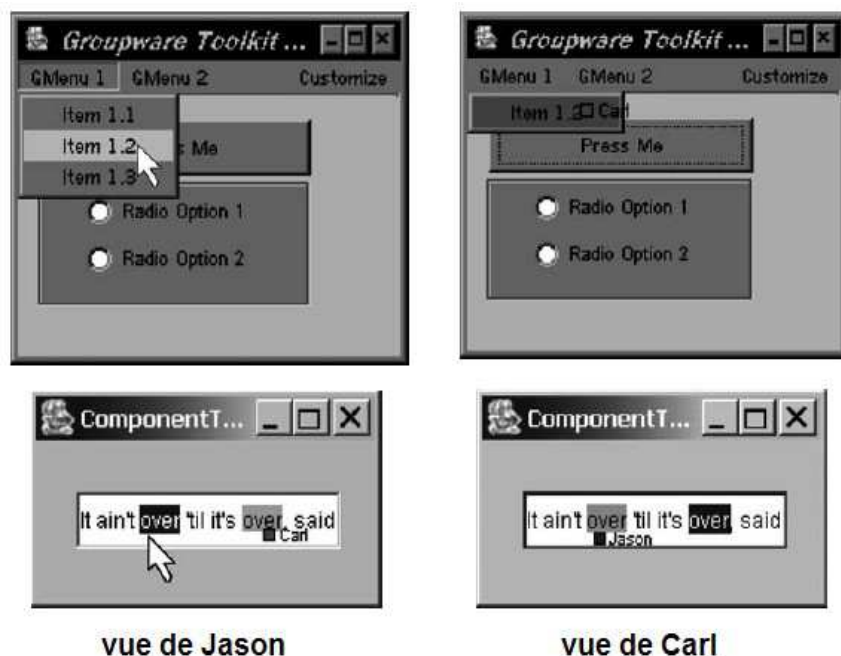 Groupware Toolkit ...
GMenu 1 GMenu 2 Customize
Item 1.1
Item 1.2
Item 1.3
Me
Radio Option 1
Radio Option 2
Groupware Toolkit ...
GMenu 1 GMenu 2 Customize
Item Carl
Press Me
Radio Option 1
Radio Option 2
ComponentT...
It ain't over 'til it's over, said
Carl
ComponentT...
It ain't over 'til it's over, said
Jason
vue de Jason
vue de Carl